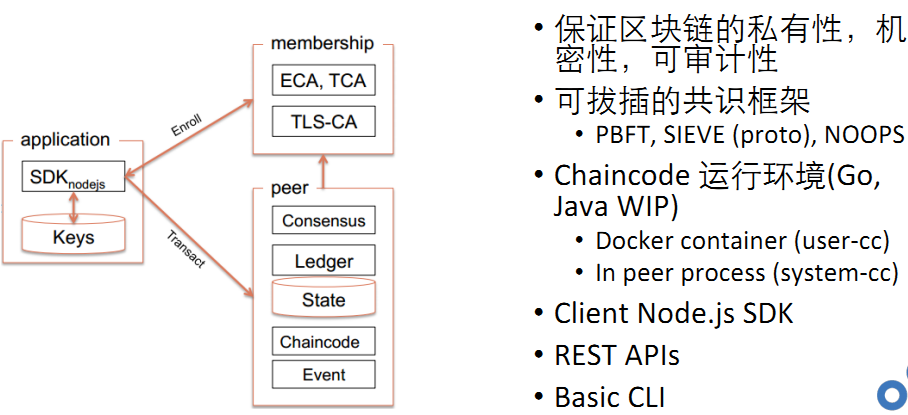 membership
ECA, TCA
TLS-CA
Enroll
application
SDKnodejs
Keys
Transact
peer
Consensus
Ledger
State
Chaincode
Event
• 保证区块链的私有性，机
密性，可审计性
• 可拔插的共识框架
• PBFT, SIEVE (proto), NOOPS
• Chaincode 运行环境(Go,
Java WIP)
• Docker container (user-cc)
• In peer process (system-cc)
• Client Node.js SDK
• REST APIs
• Basic CLI